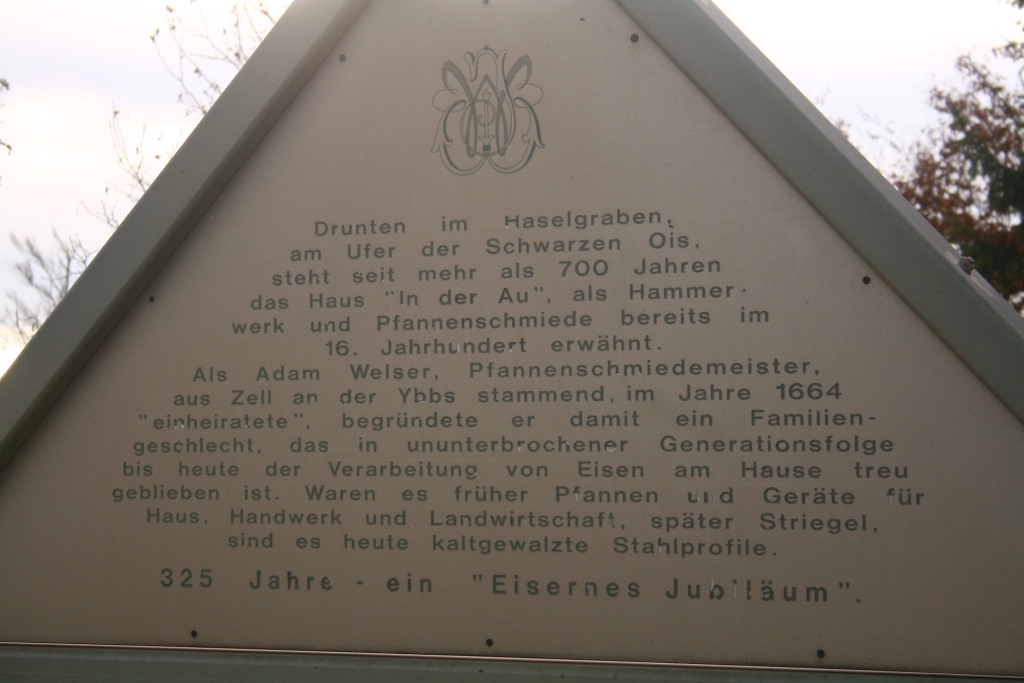 Drunten im Haselgraben,
am Ufer der Schwarzen Ois,
steht seit mehr als 700 Jahren
das Haus "In der Au", als Hammer-
werk und Pfannenschmiede bereits im
16. Jahrhundert erwähnt.
Als Adam Welser, Pfannenschmiedemeister,
aus Zell an der Ybbs stammend, im Jahre 1664
"einheiratete", begründete er damit ein Familien-
geschlecht, das in ununterbrochener Generationsfolge
bis heute der Verarbeitung von Eisen am Hause treu
geblieben ist. Waren es früher Pfannen und Geräte für
Haus, Handwerk und Landwirtschaft, später Striegel,
sind es heute kaltgewalzte Stahlprofile.
325 Jahre - ein "Eisernes Jubiläum".